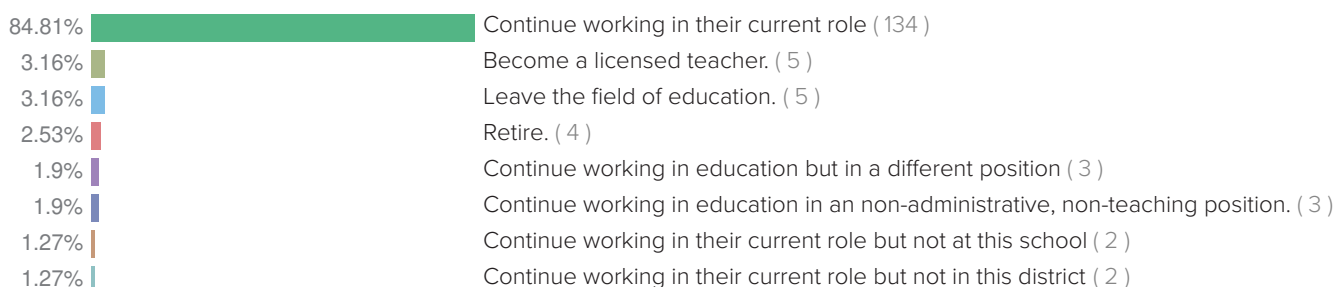 84.81% Continue working in their current role ( 134 )
3.16% Become a licensed teacher. ( 5 )
3.16% Leave the field of education. ( 5 )
2.53% Retire. ( 4 )
1.9% Continue working in education but in a different position ( 3 )
1.9% Continue working in education in an non-administrative, non-teaching position. ( 3 )
1.27% Continue working in their current role but not at this school ( 2 )
1.27% Continue working in their current role but not in this district ( 2 )